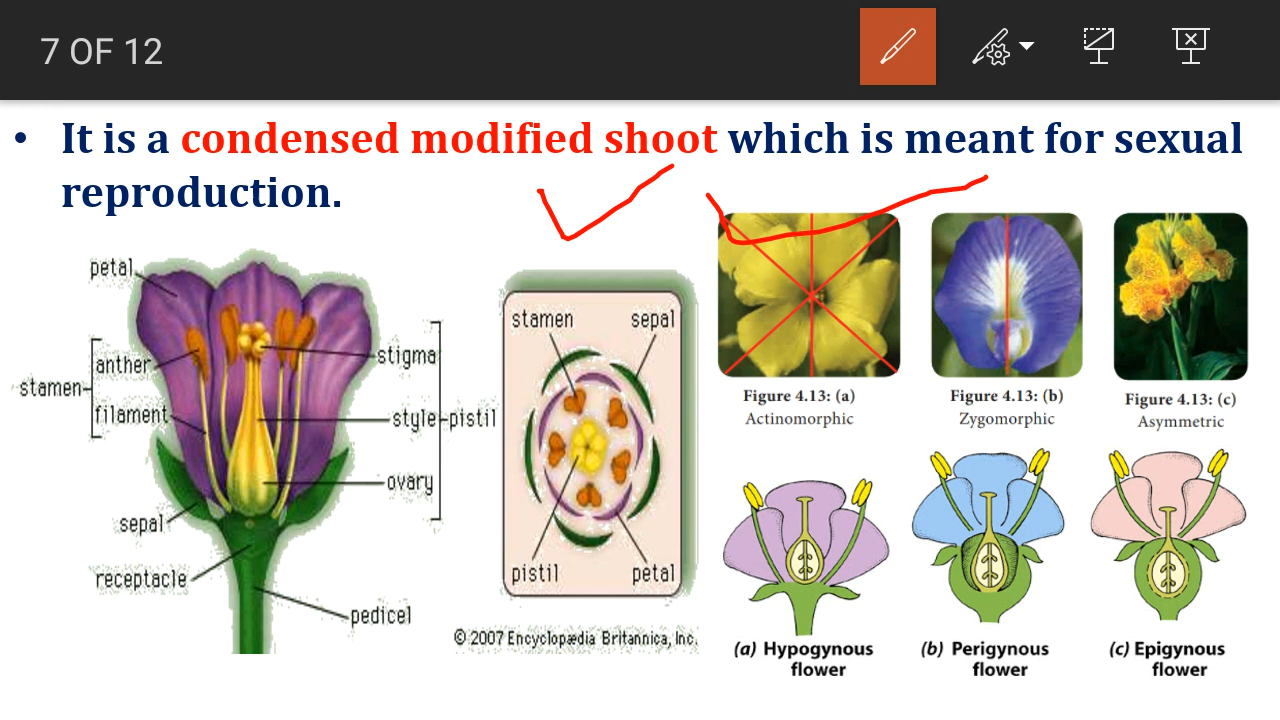 7 OF 12
• It is a condensed modified shoot which is meant for sexual
reproduction.
petal
anther
stamen
filament
sepal
receptacle
stigma
style
pistil
ovary
pedicel
stamen sepal
pistil petal
© 2007 Encyclopædia Britannica, Inc.
Figure 4.13: (a)
Actinomorphic
Figure 4.13: (b)
Zygomorphic
Figure 4.13: (c)
Asymmetric
(a) Hypogynous
flower
(b) Perigynous
flower
(c) Epigynous
flower